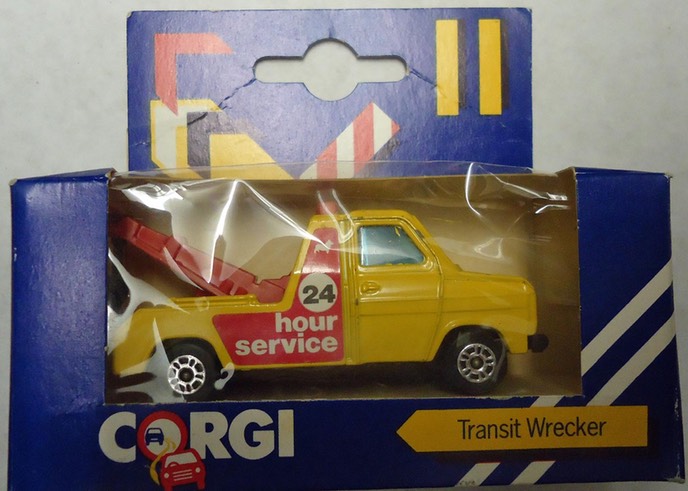 24
hour
service
CORGI
Transit Wrecker